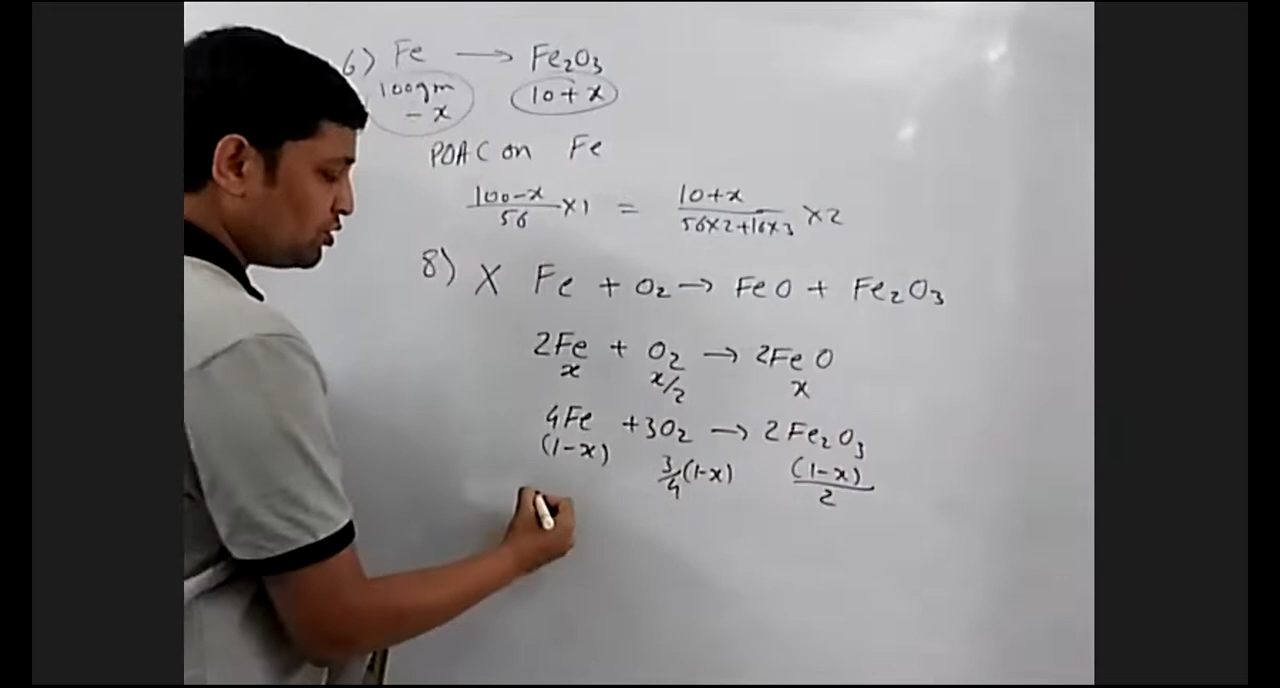 6) Fe → Fe₂O₃
100gm 10+x
- x
POAC on Fe
100-x/56 ×1 = 10+x/56×2+16×3 ×2
8) X Fe + O₂ → FeO + Fe₂O₃
2Fe + O₂ → 2FeO
x x/2 x
4Fe +3O₂ → 2Fe₂O₃
(1-x) 3/4(1-x) (1-x)/2